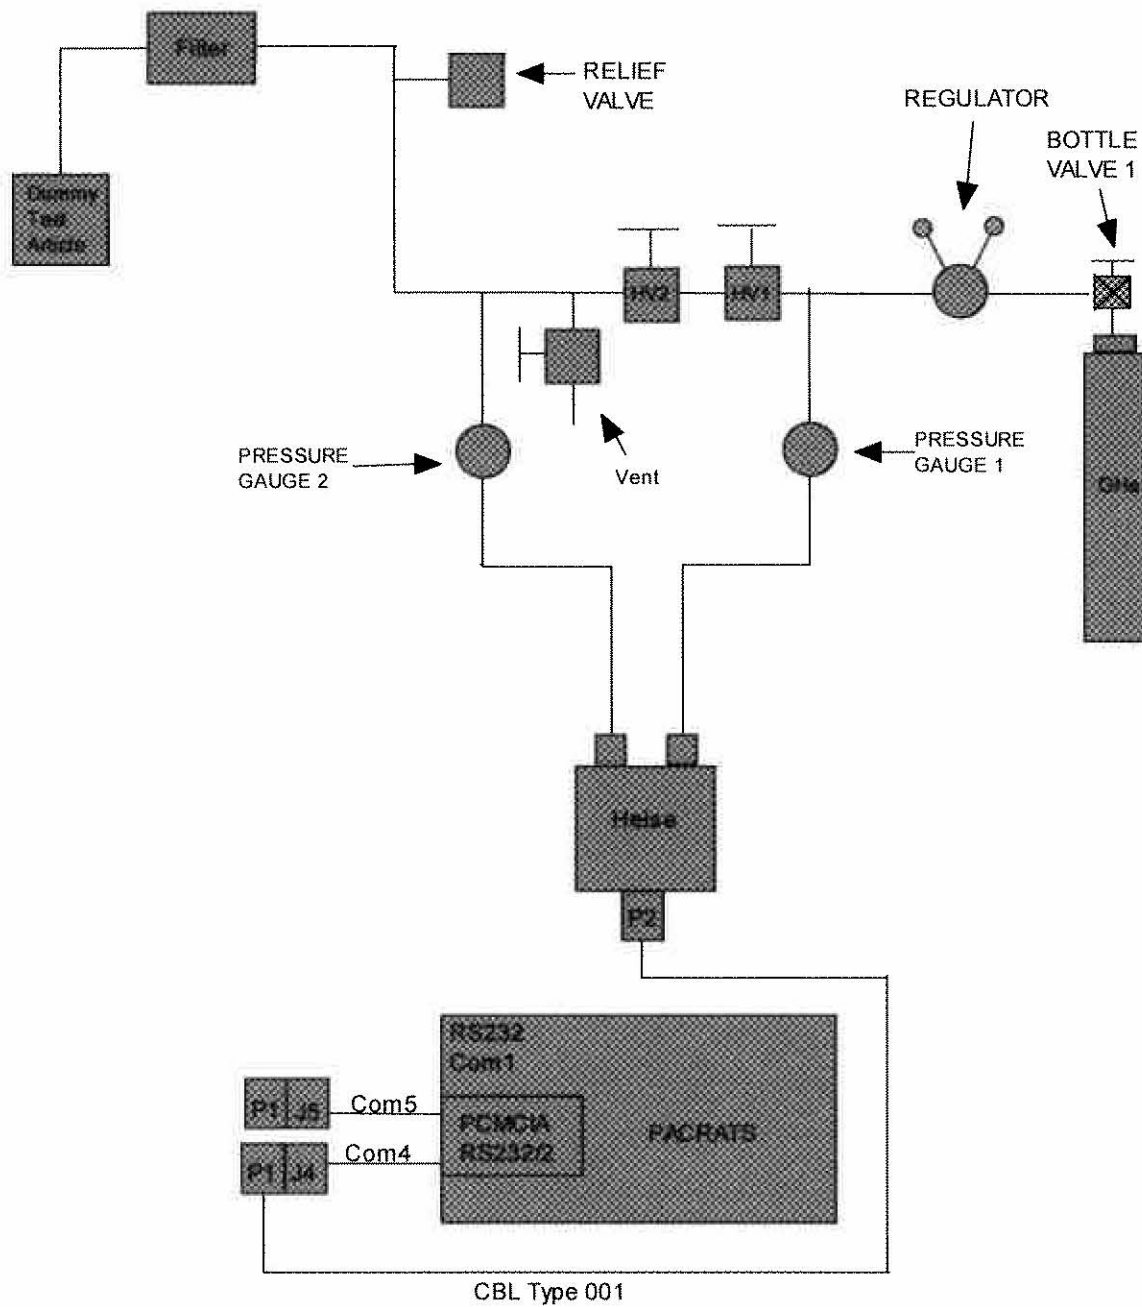 Filter
RELIEF
VALVE
REGULATOR
BOTTLE
VALVE 1
Dummy
Test
Article
HV2
HV1
PRESSURE
GAUGE 2
Vent
PRESSURE
GAUGE 1
GHe
Heise
P2
RS232
Com1
P1
J5
Com5
PCMCIA
RS232/2
PACRATS
P1
J4
Com4
CBL Type 001